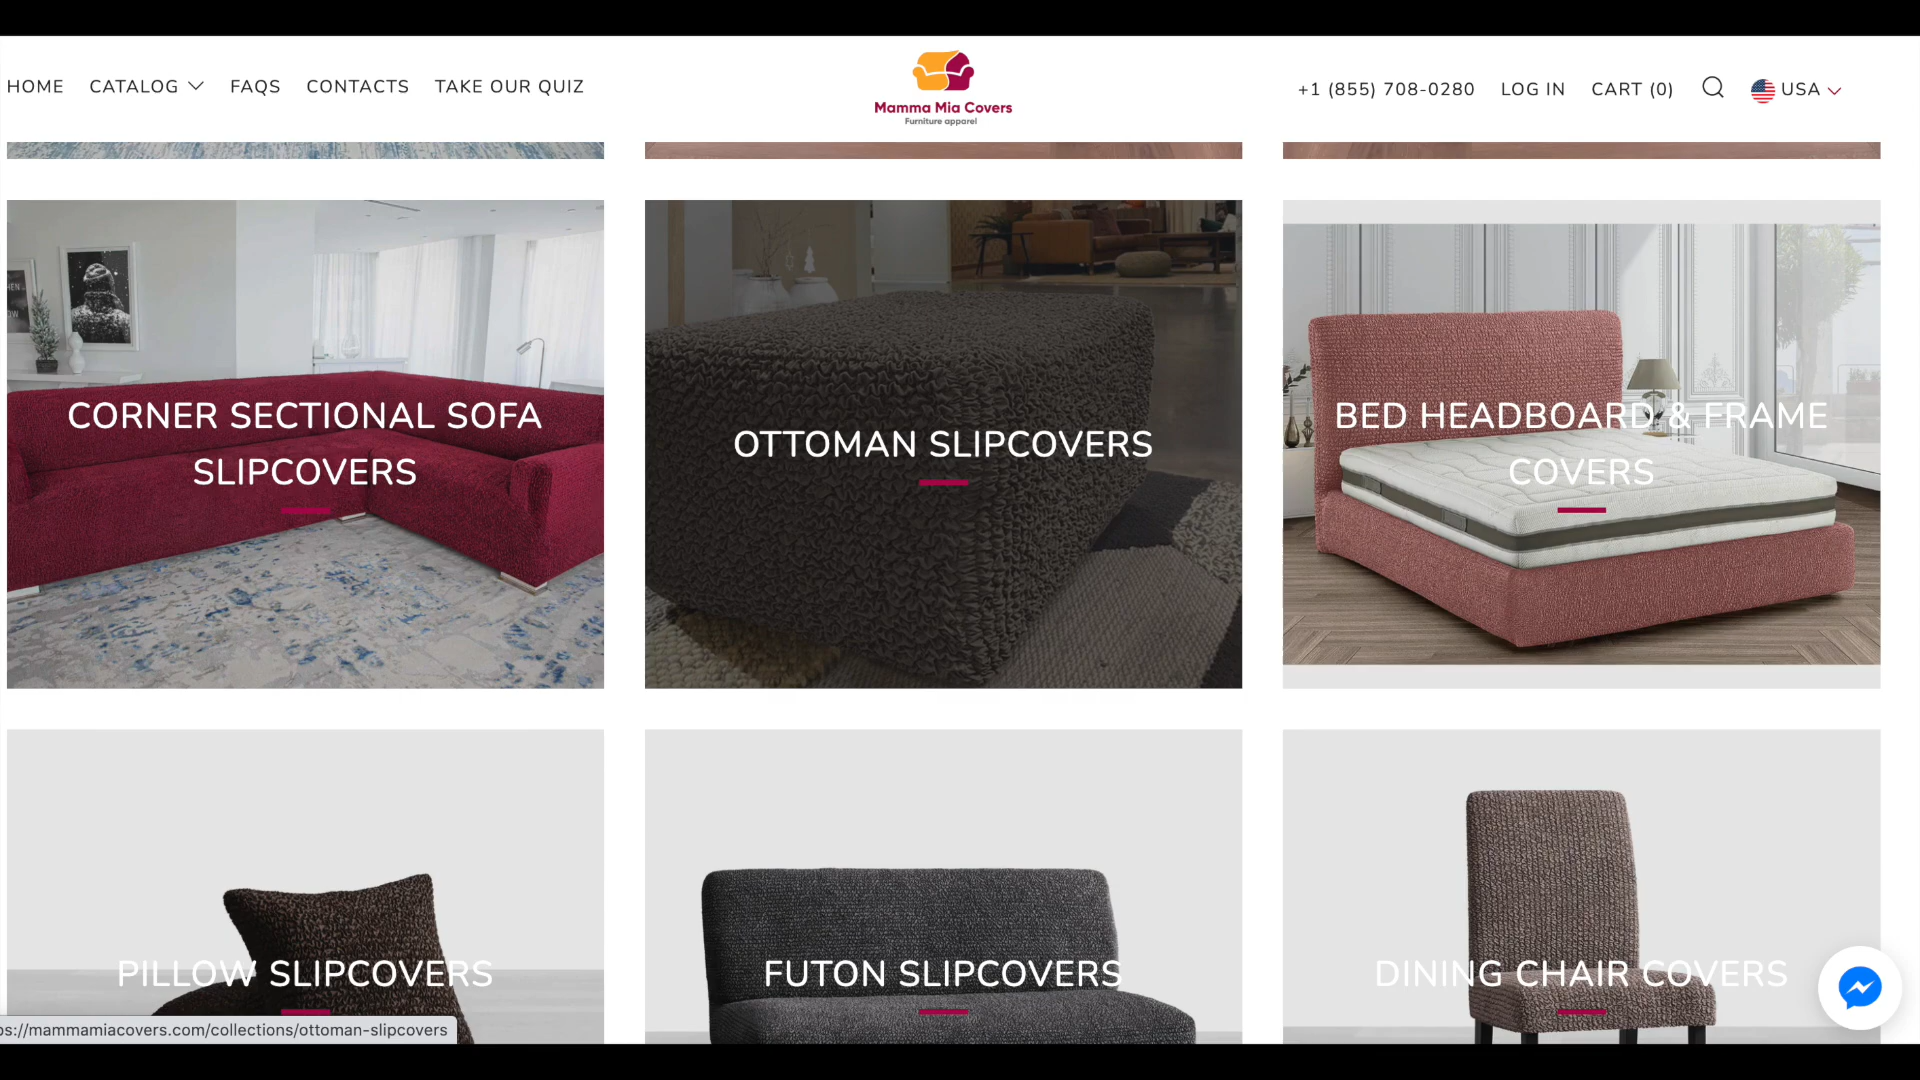 HOME CATALOG FAQS CONTACTS TAKE OUR QUIZ
Mamma Mia Covers
Furniture apparel
+1 (855) 708-0280 LOG IN CART (0) USA
CORNER SECTIONAL SOFA
SLIPCOVERS
OTTOMAN SLIPCOVERS
BED HEADBOARD & FRAME
COVERS
PILLOW SLIPCOVERS
FUTON SLIPCOVERS
DINING CHAIR COVERS
ps://mammamiacovers.com/collections/ottoman-slipcovers